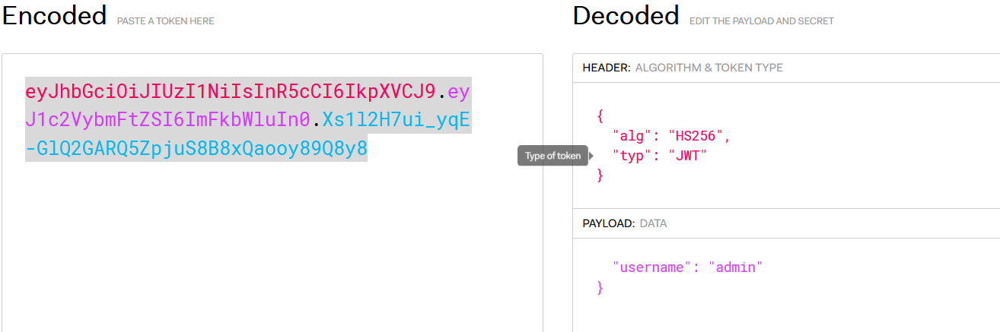 Encoded PASTE A TOKEN HERE
eyJhbGciOiJIUzI1NiIsInR5cCI6IkpXVCJ9.ey
J1c2VybmFtZSI6ImFkbWluIn0.Xs1l2H7ui_yqE
-GlQ2GARQ5ZpjuS8B8xQaooy89Q8y8
Decoded EDIT THE PAYLOAD AND SECRET
HEADER: ALGORITHM & TOKEN TYPE
{
"alg": "HS256",
Type of token
"typ": "JWT"
}
PAYLOAD: DATA
"username": "admin"
}